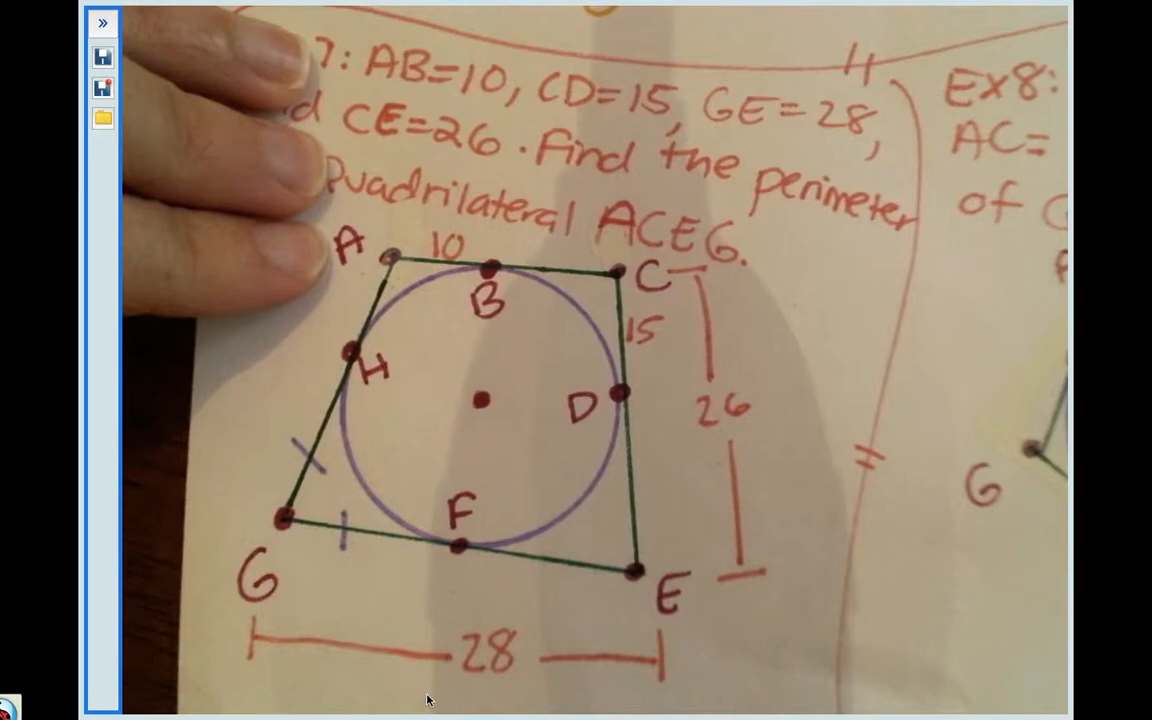 »
7: AB=10, CD=15, GE=28,
CE=26. Find the perimeter
Quadrilateral ACEG.
A
10
B
C
15
H
D
26
F
G
E
28
Ex8:
AC=
of
G